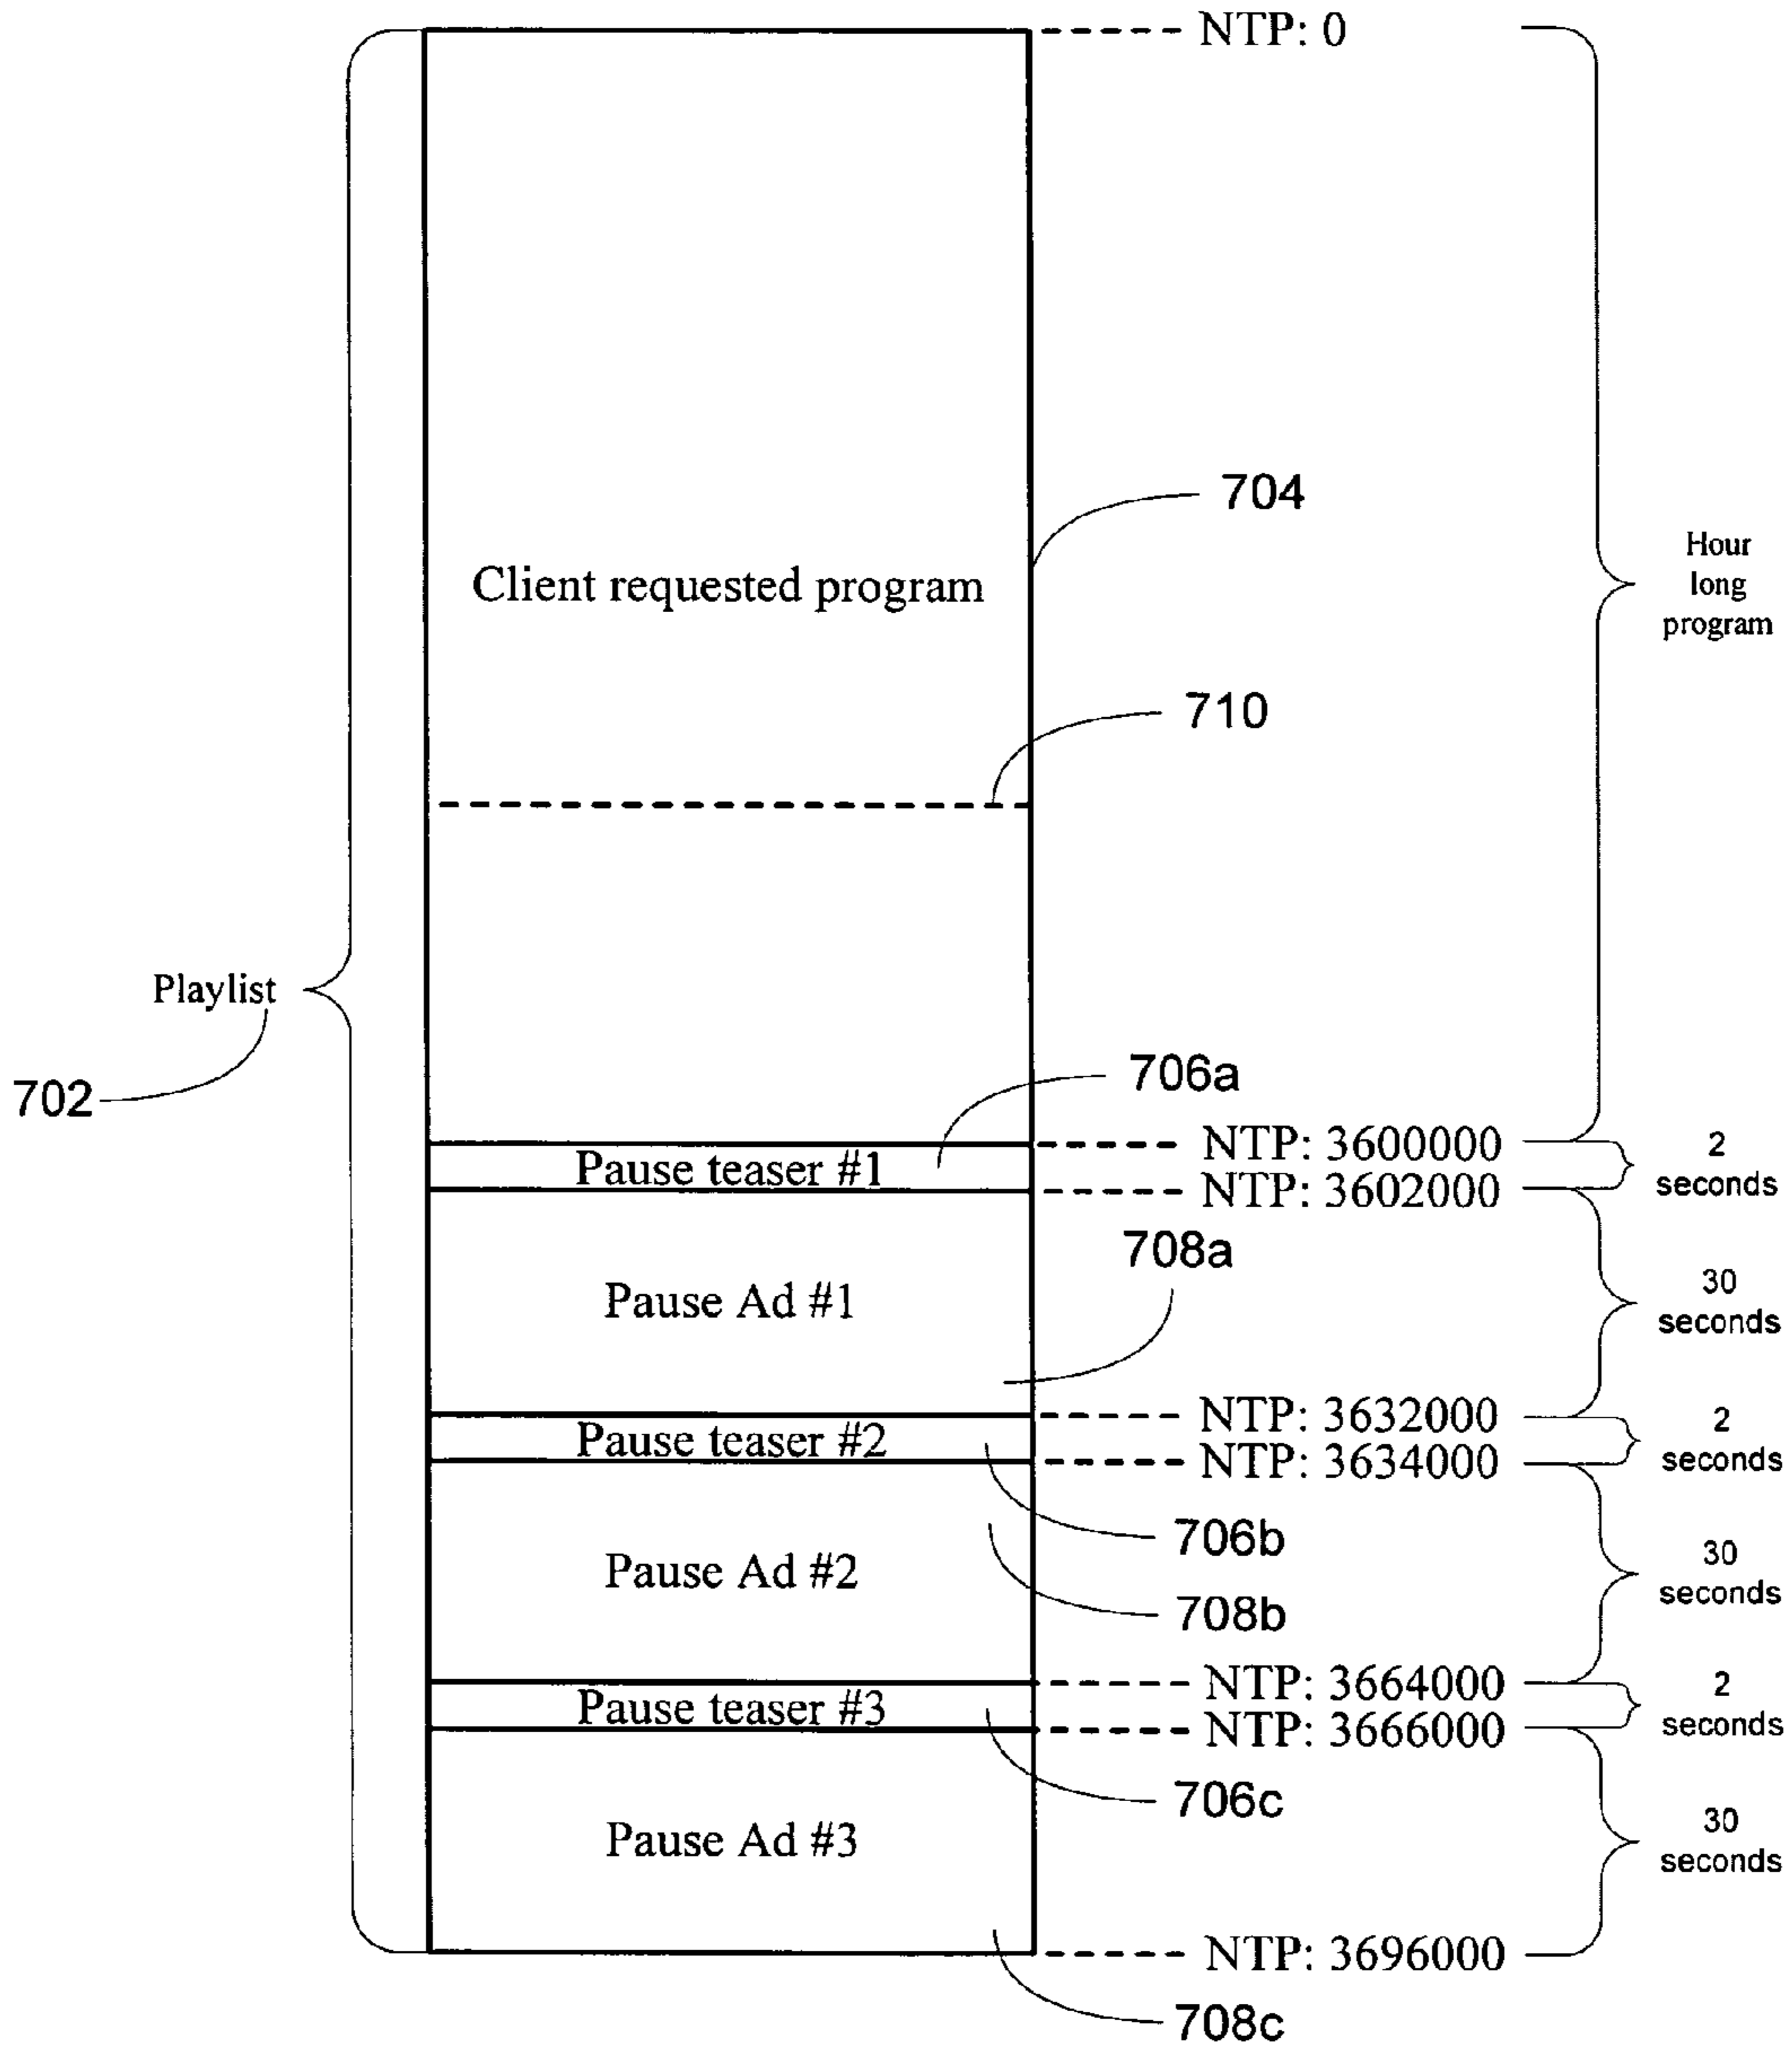 NTP: 0
704
Hour
long
program
Client requested program
710
Playlist
702
706a
NTP: 3600000
2
seconds
Pause teaser #1
NTP: 3602000
708a
Pause Ad #1
30
seconds
NTP: 3632000
2
seconds
Pause teaser #2
NTP: 3634000
706b
Pause Ad #2
30
seconds
708b
NTP: 3664000
2
seconds
Pause teaser #3
NTP: 3666000
706c
Pause Ad #3
30
seconds
NTP: 3696000
708c